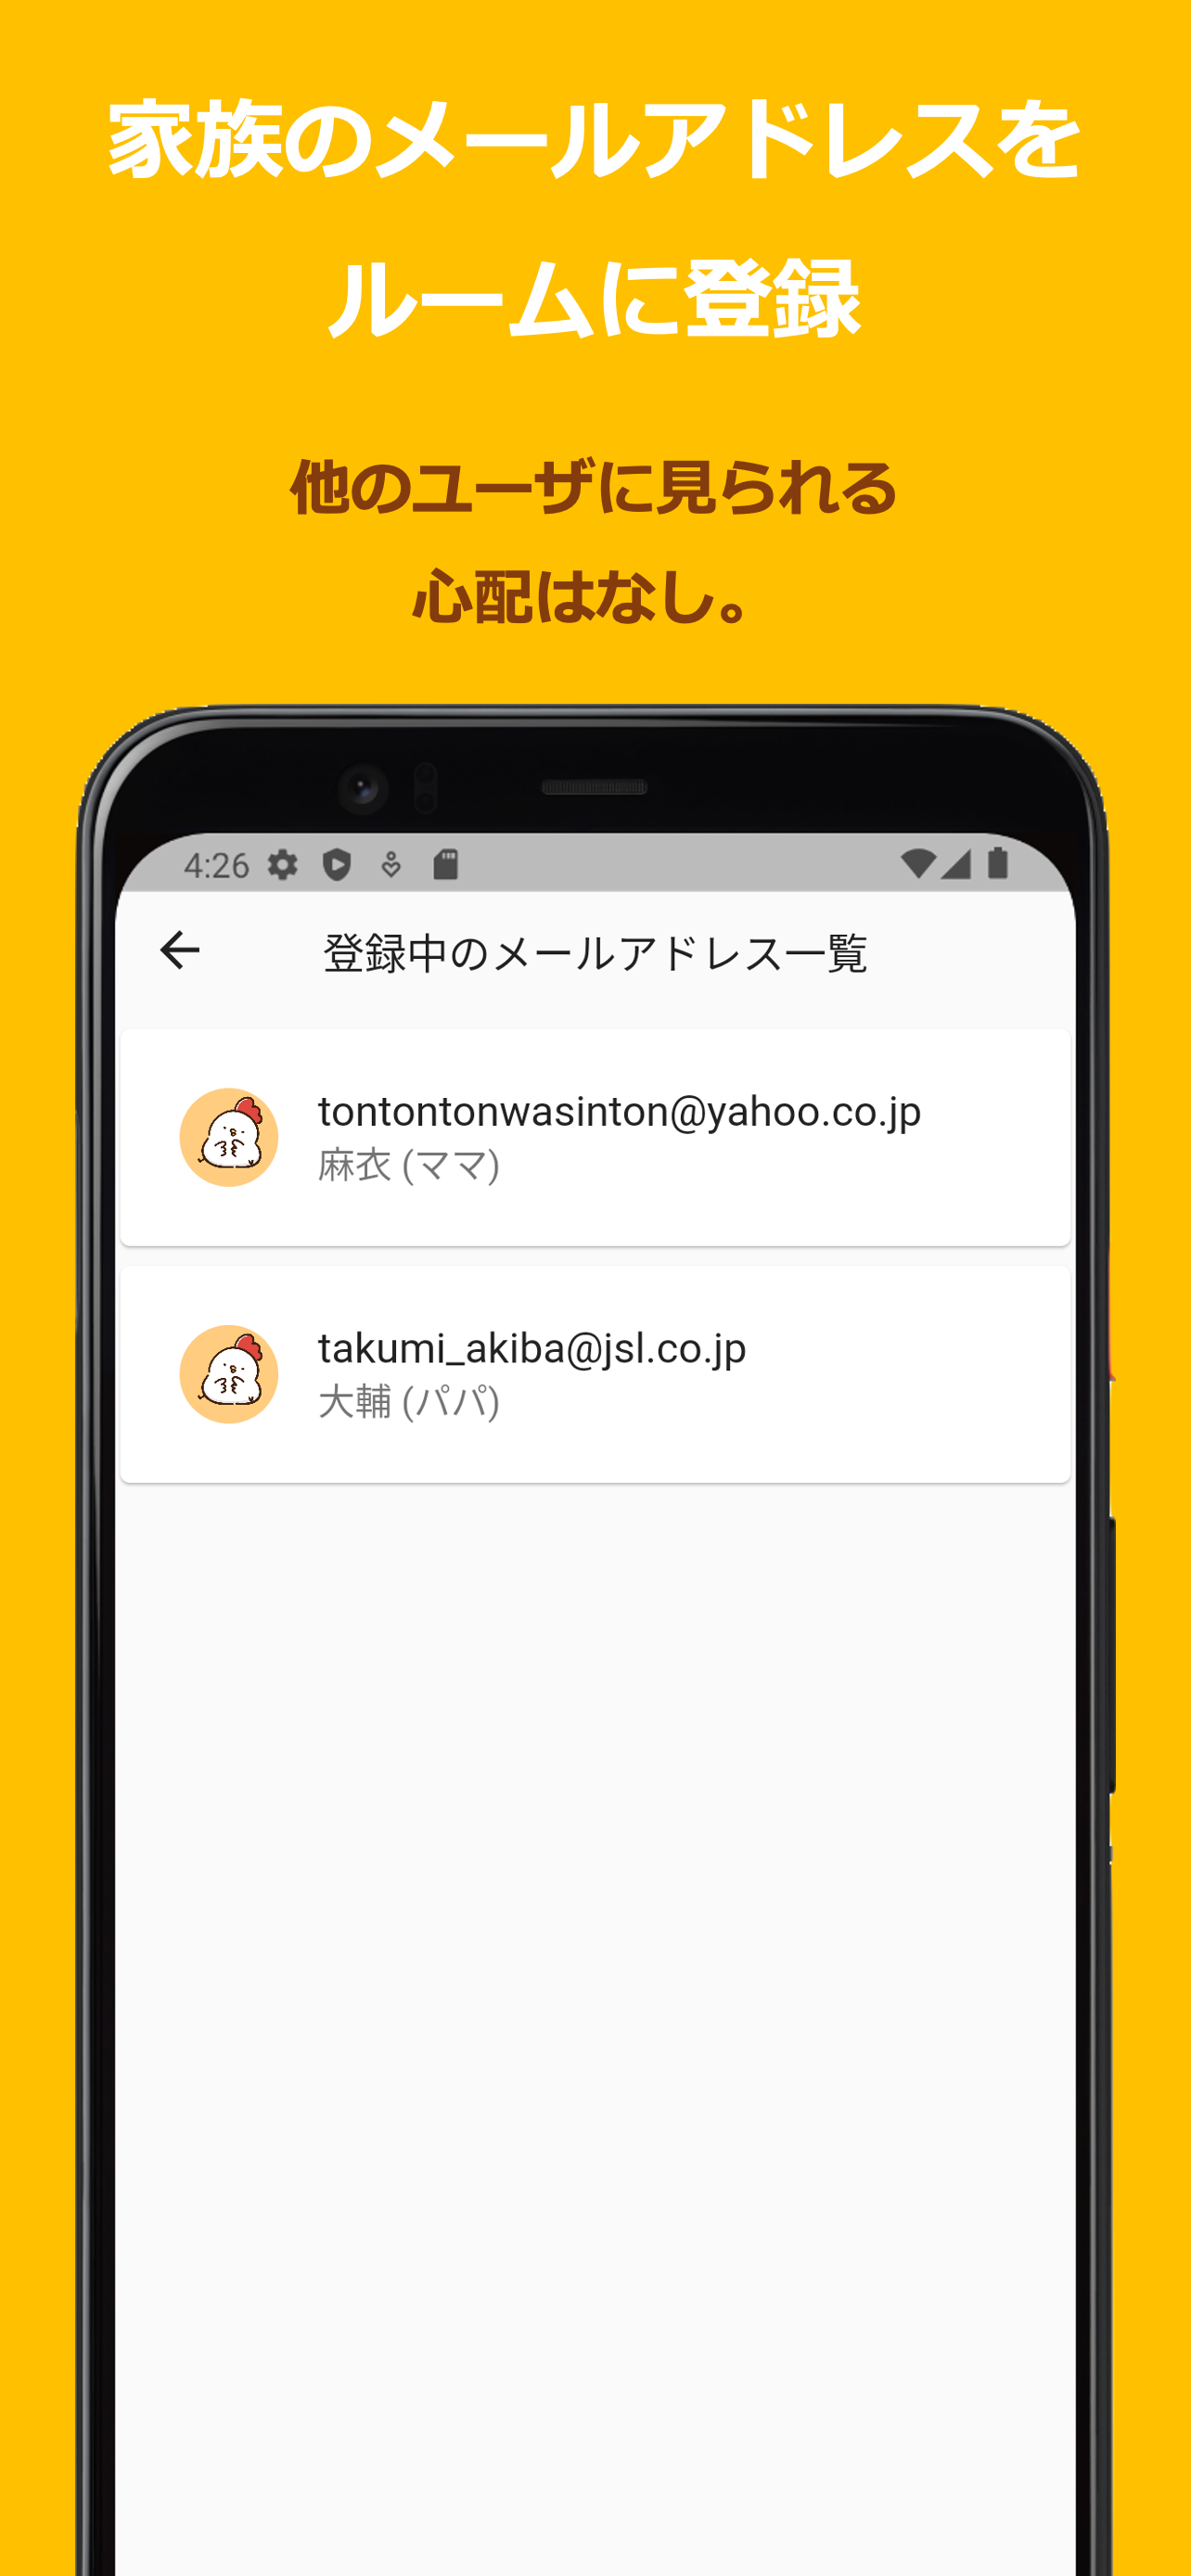 家族のメールアドレスを
ルームに登録
他のユーザに見られる
心配はなし。
4:26
登録中のメールアドレス一覧
tontontonwasinton@yahoo.co.jp
麻衣 (ママ)
takumi_akiba@jsl.co.jp
大輔 (パパ)